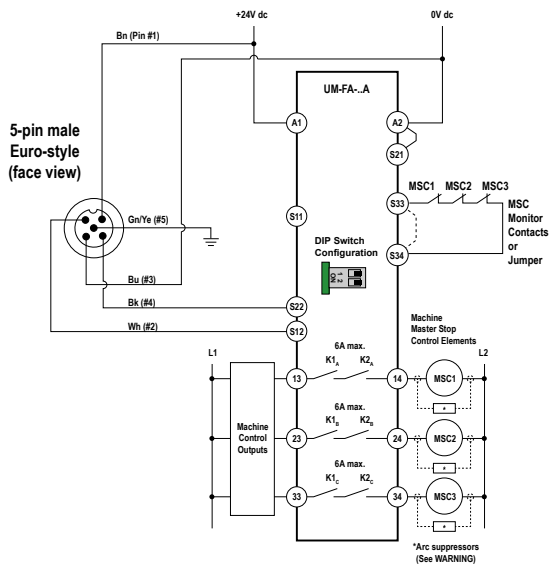 +24V dc
0V dc
Bn (Pin #1)
UM-FA-..A
5-pin male
Euro-style
(face view)
A1
A2
S21
Gn/Ye (#5)
S11
S33
MSC1 MSC2 MSC3
MSC
Monitor
Contacts
or
Jumper
DIP Switch
Configuration
S34
1 2
ON
Bu (#3)
Bk (#4)
S22
Wh (#2)
S12
Machine
Master Stop
Control Elements
L1
L2
6A max.
K1A K2A
13
14
MSC1
*
Machine
Control
Outputs
6A max.
K1B K2B
23
24
MSC2
*
6A max.
K1C K2C
33
34
MSC3
*
*Arc suppressors
(See WARNING)